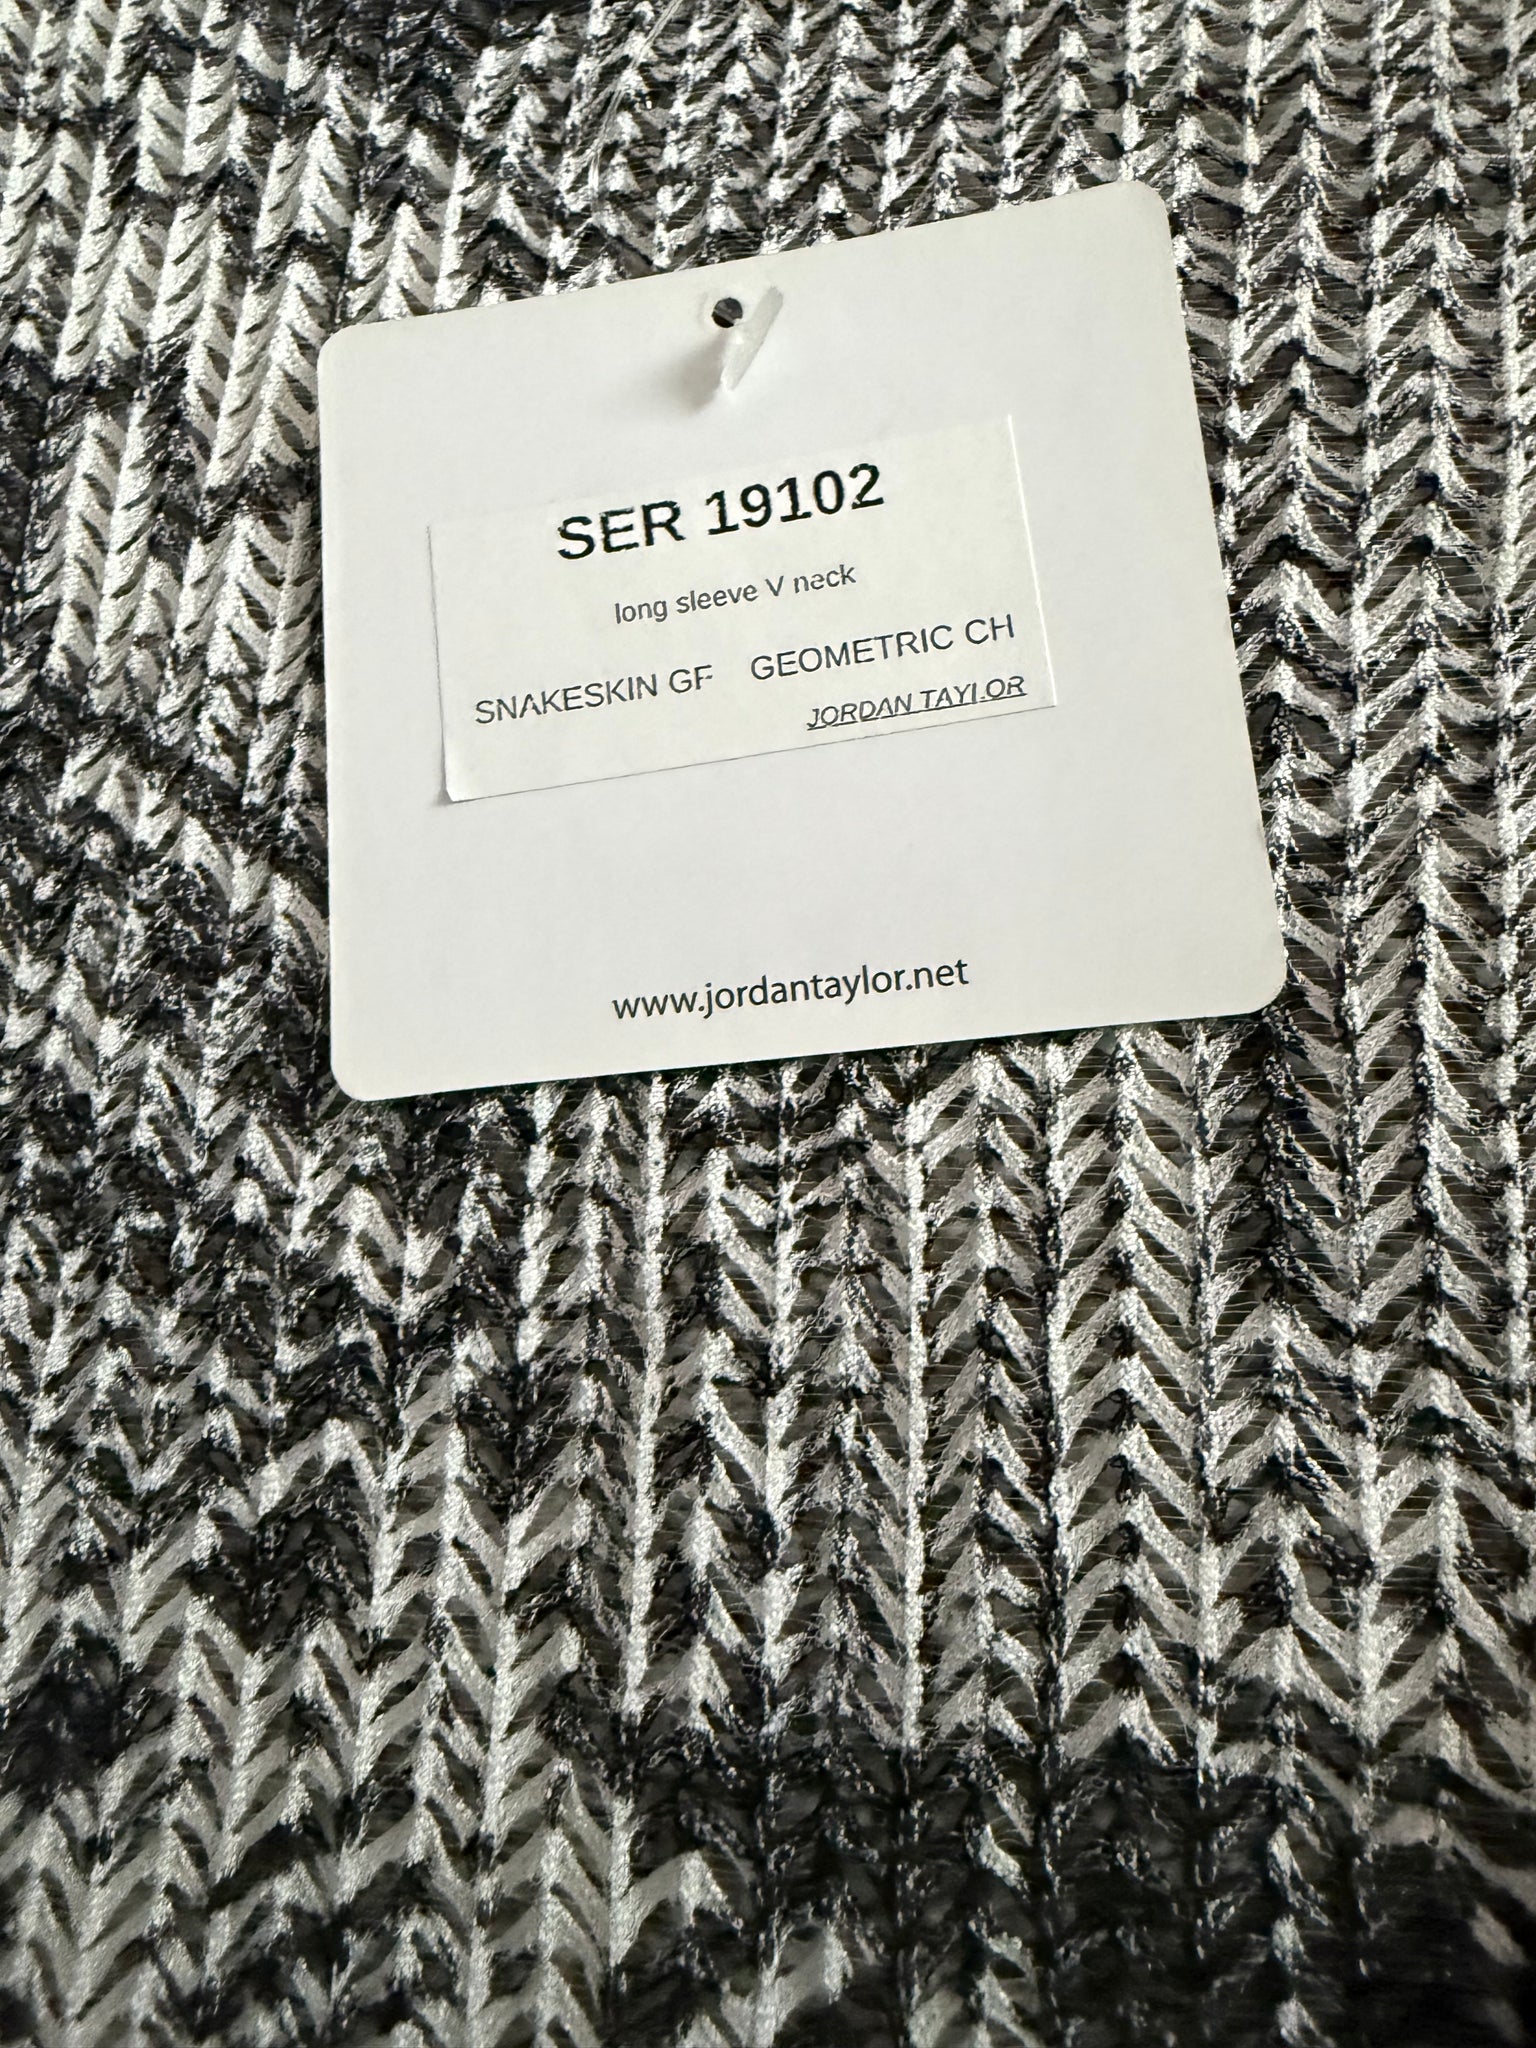 SER 19102
long sleeve V neck
SNAKESKIN GF GEOMETRIC CH
JORDAN TAYLOR
www.jordantaylor.net